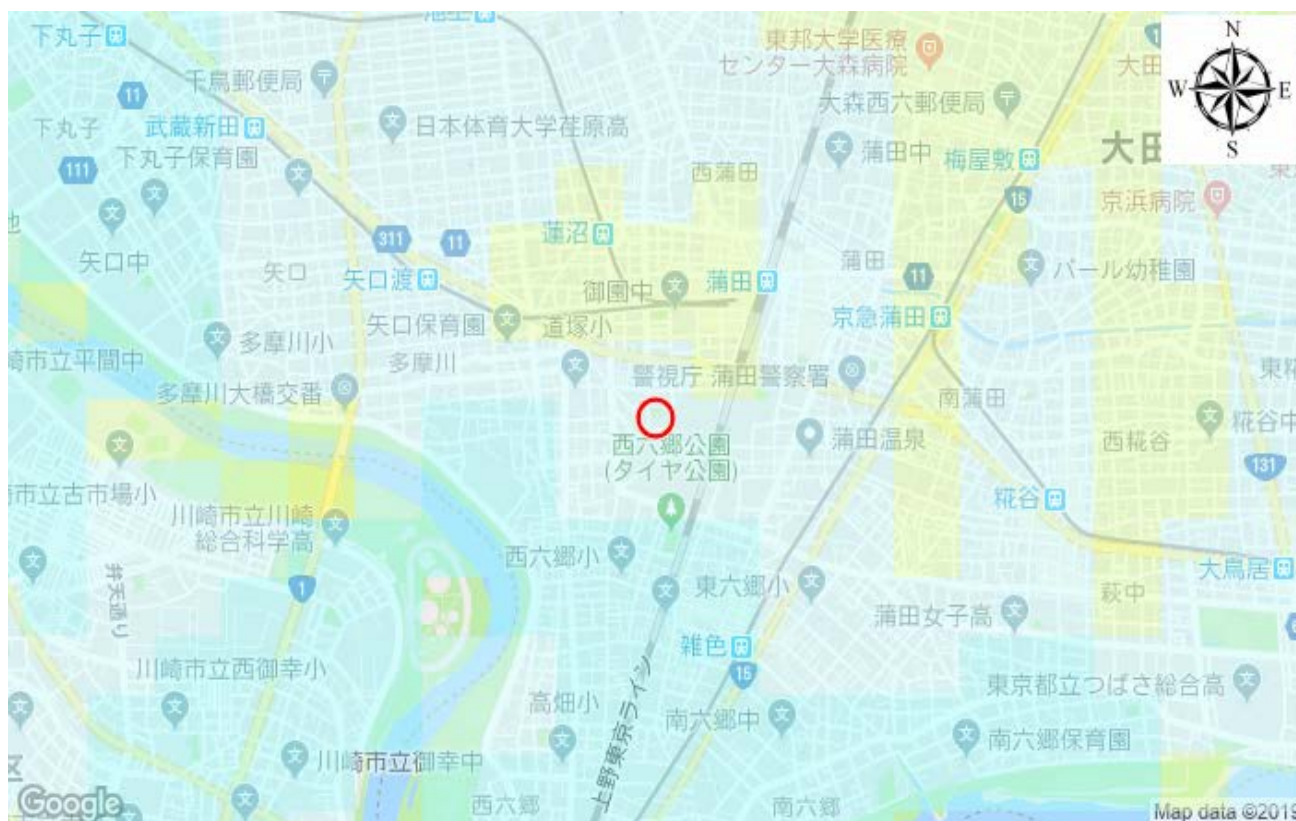 池上
下丸子
千鳥郵便局
11
日本体育大学荏原高
下丸子
武蔵新田
下丸子保育園
111
東邦大学医療
センター大森病院
大森西六郵便局
蒲田中
梅屋敷
大田
15
京浜病院
N
W
E
S
西蒲田
矢口中
矢口
311
11
蓮沼
矢口渡
御園中
蒲田
蒲田
11
パール幼稚園
矢口保育園
道塚小
京急蒲田
多摩川小
崎市立平間中
多摩川
多摩川大橋交番
警視庁 蒲田警察署
南蒲田
西六郷公園
(タイヤ公園)
蒲田温泉
西糀谷
糀谷中
131
市立古市場小
川崎市立川崎
総合科学高
糀谷
西六郷小
弁天通り
1
東六郷小
大鳥居
萩中
蒲田女子高
雑色
15
川崎市立西御幸小
高畑小
上野東京ライン
南六郷中
東京都立つばさ総合高
南六郷保育園
川崎市立御幸中
区
西六郷
南六郷
Google
Map data ©2019